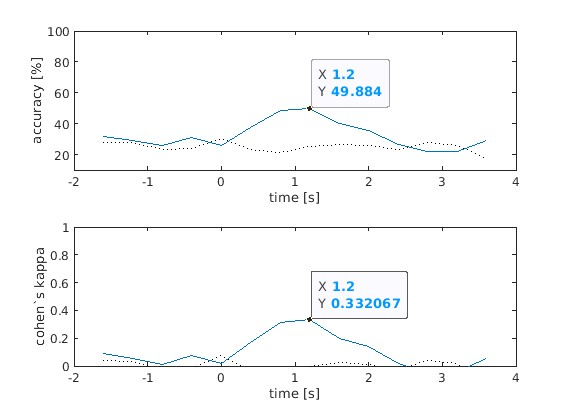 100
80
60
40
20
accuracy [%]
X 1.2
Y 49.884
-2 -1 0 1 2 3 4
time [s]
1
0.8
0.6
0.4
0.2
0
cohen`s kappa
X 1.2
Y 0.332067
-2 -1 0 1 2 3 4
time [s]